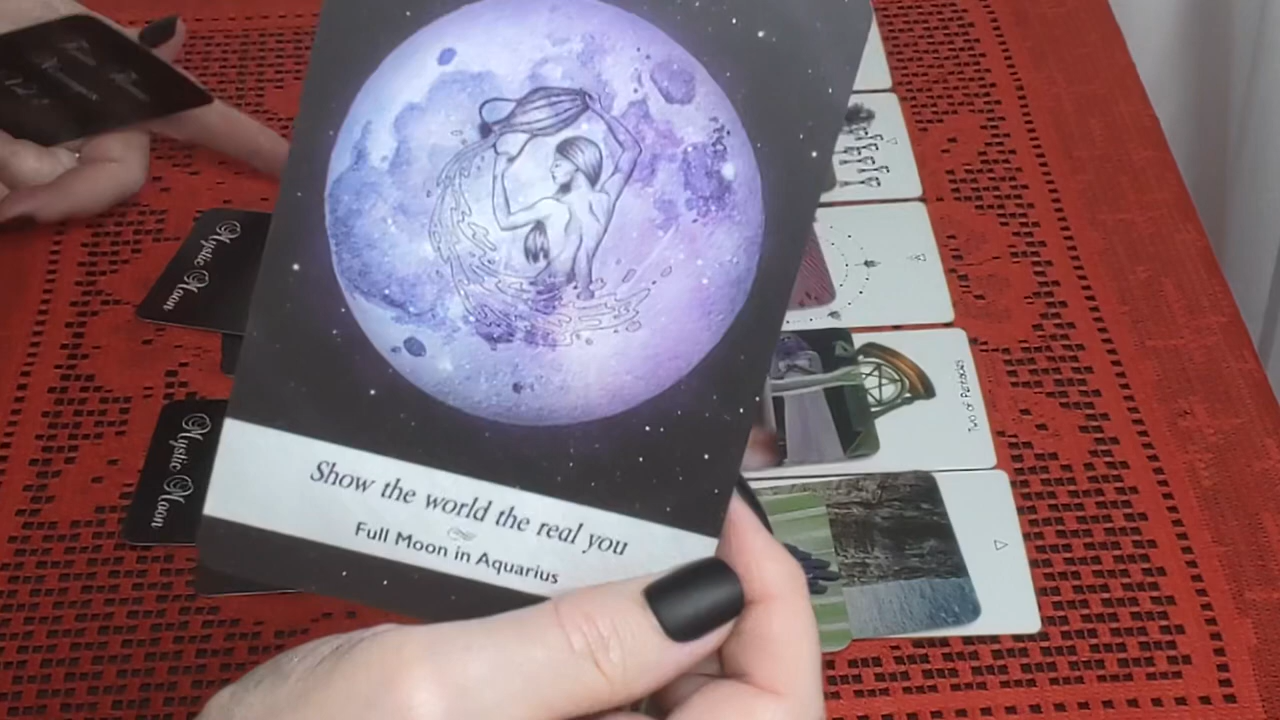 Mystic Moon
Two of Pentacles
Mystic Moon
Show the world the real you
Full Moon in Aquarius